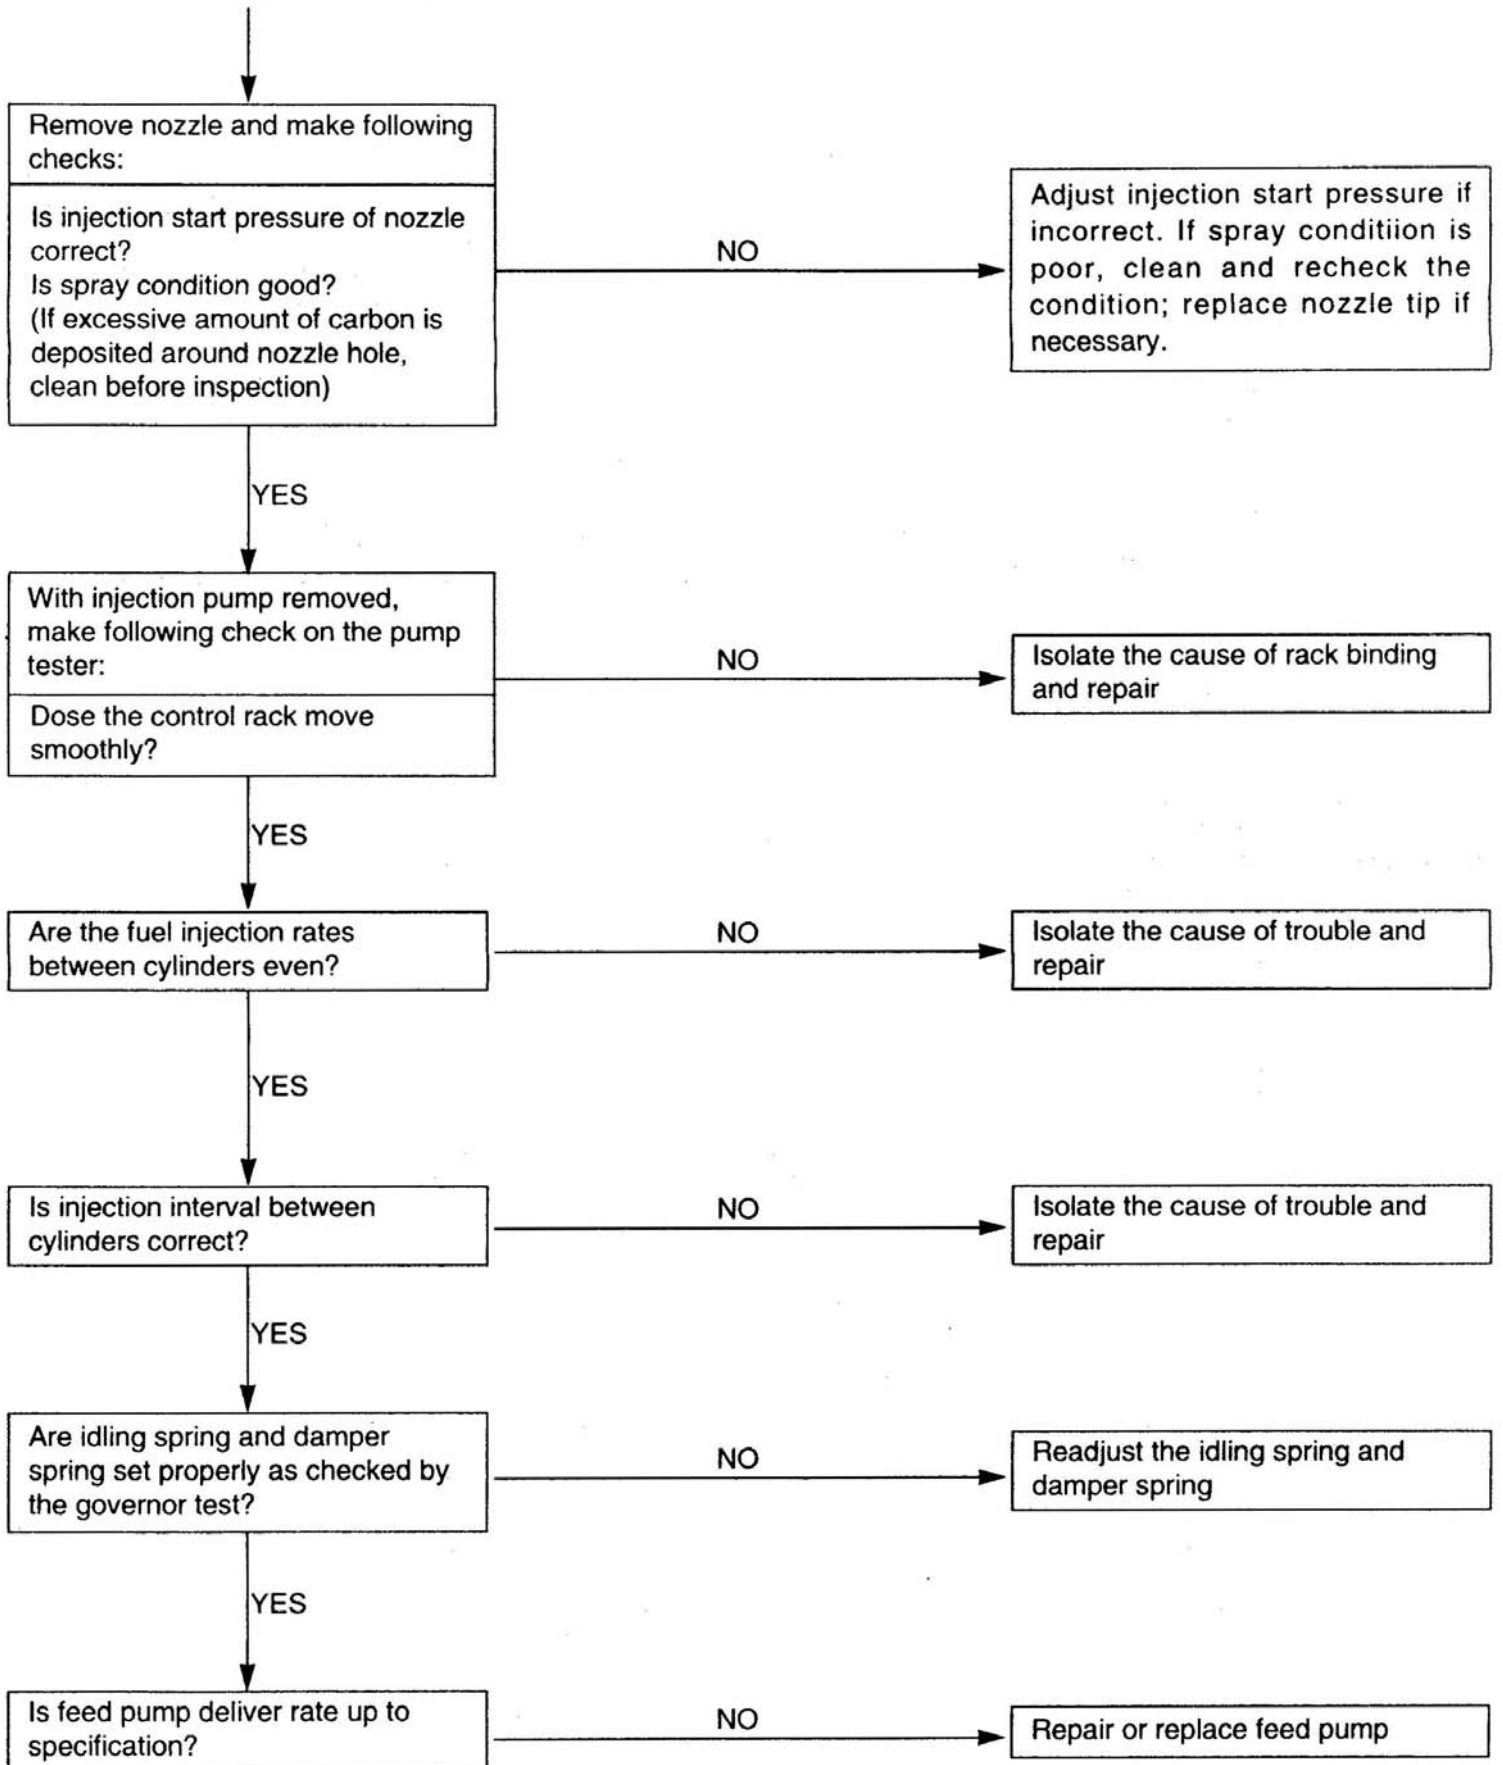 Remove nozzle and make following
checks:
Is injection start pressure of nozzle
correct?
Is spray condition good?
(If excessive amount of carbon is
deposited around nozzle hole,
clean before inspection)
NO
Adjust injection start pressure if
incorrect. If spray conditiion is
poor, clean and recheck the
condition; replace nozzle tip if
necessary.
YES
With injection pump removed,
make following check on the pump
tester:
Dose the control rack move
smoothly?
NO
Isolate the cause of rack binding
and repair
YES
Are the fuel injection rates
between cylinders even?
NO
Isolate the cause of trouble and
repair
YES
Is injection interval between
cylinders correct?
NO
Isolate the cause of trouble and
repair
YES
Are idling spring and damper
spring set properly as checked by
the governor test?
NO
Readjust the idling spring and
damper spring
YES
Is feed pump deliver rate up to
specification?
NO
Repair or replace feed pump